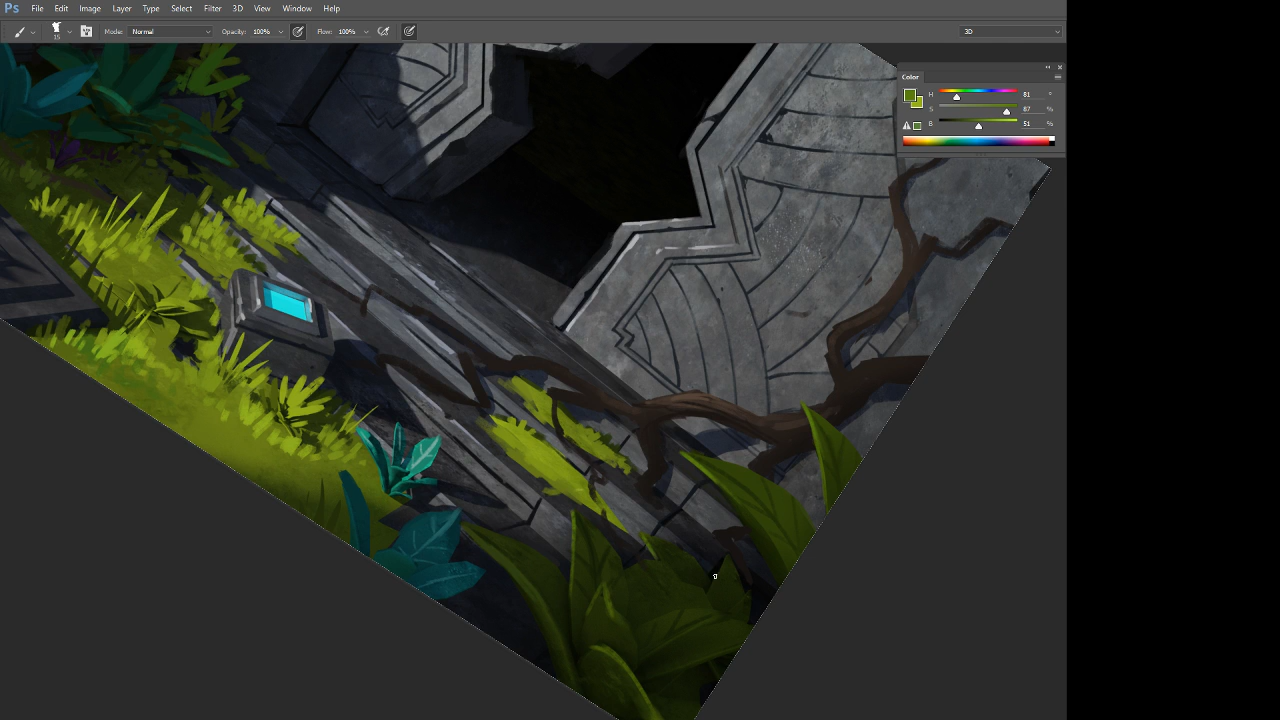 Ps File Edit Image Layer Type Select Filter 3D View Window Help
15 Mode: Normal Opacity: 100% Flow: 100% 3D
Color
H 81 °
S 87 %
B 51 %